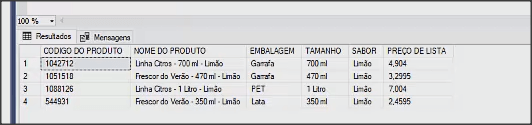 100 %
Resultados Mensagens
CODIGO DO PRODUTO NOME DO PRODUTO EMBALAGEM TAMANHO SABOR PREÇO DE LISTA
1 1042712 Linha Citros - 700 ml - Limão Garrafa 700 ml Limão 4,904
2 1051518 Frescor do Verão - 470 ml - Limão Garrafa 470 ml Limão 3,2995
3 1088126 Linha Citros - 1 Litro - Limão PET 1 Litro Limão 7,004
4 544931 Frescor do Verão - 350 ml - Limão Lata 350 ml Limão 2,4595